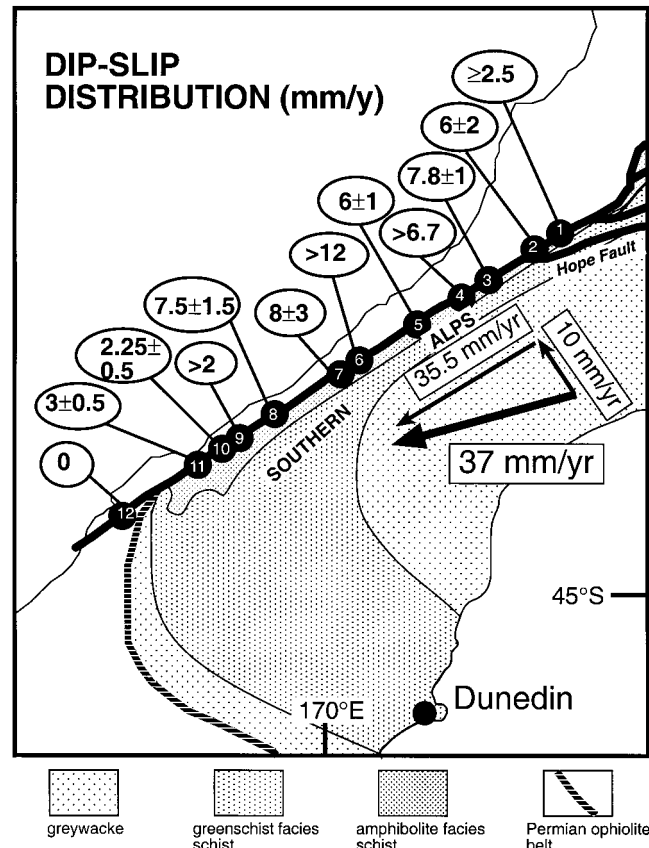 DIP-SLIP
DISTRIBUTION (mm/y)
≥2.5
6±2
7.8±1
6±1
>6.7
>12
8±3
7.5±1.5
2.25±
0.5
>2
3±0.5
0
1
2
3
4
5
6
7
8
9
10
11
12
Hope Fault
SOUTHERN
ALPS
35.5 mm/yr
10 mm/yr
37 mm/yr
45°S
170°E
Dunedin
greywacke
greenschist facies
schist
amphibolite facies
schist
Permian ophiolite
belt